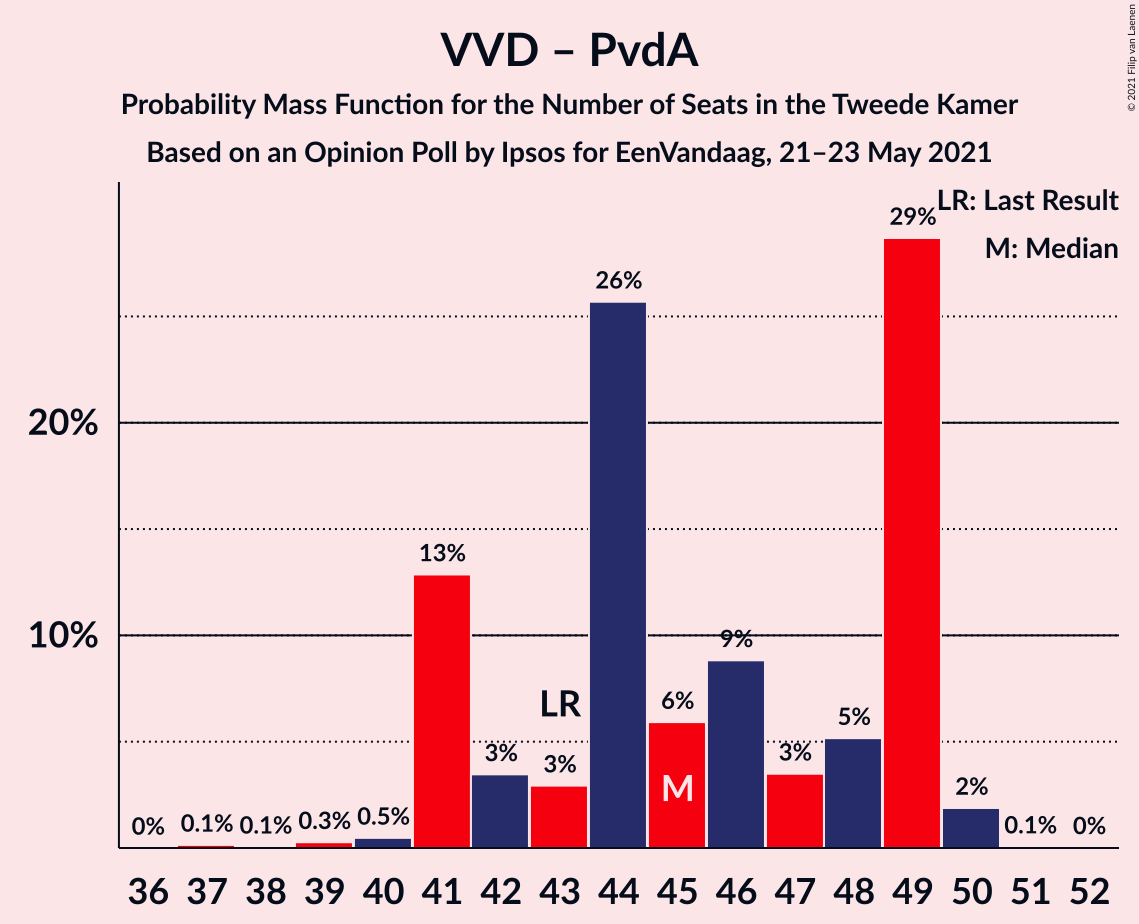 VVD – PvdA
Probability Mass Function for the Number of Seats in the Tweede Kamer
Based on an Opinion Poll by Ipsos for EenVandaag, 21–23 May 2021
© 2021 Filip van Laenen
LR: Last Result
M: Median
20%
10%
0% 0.1% 0.1% 0.3% 0.5% 13% 3% 3% 26% 6% 9% 3% 5% 29% 2% 0.1% 0%
LR
M
36 37 38 39 40 41 42 43 44 45 46 47 48 49 50 51 52